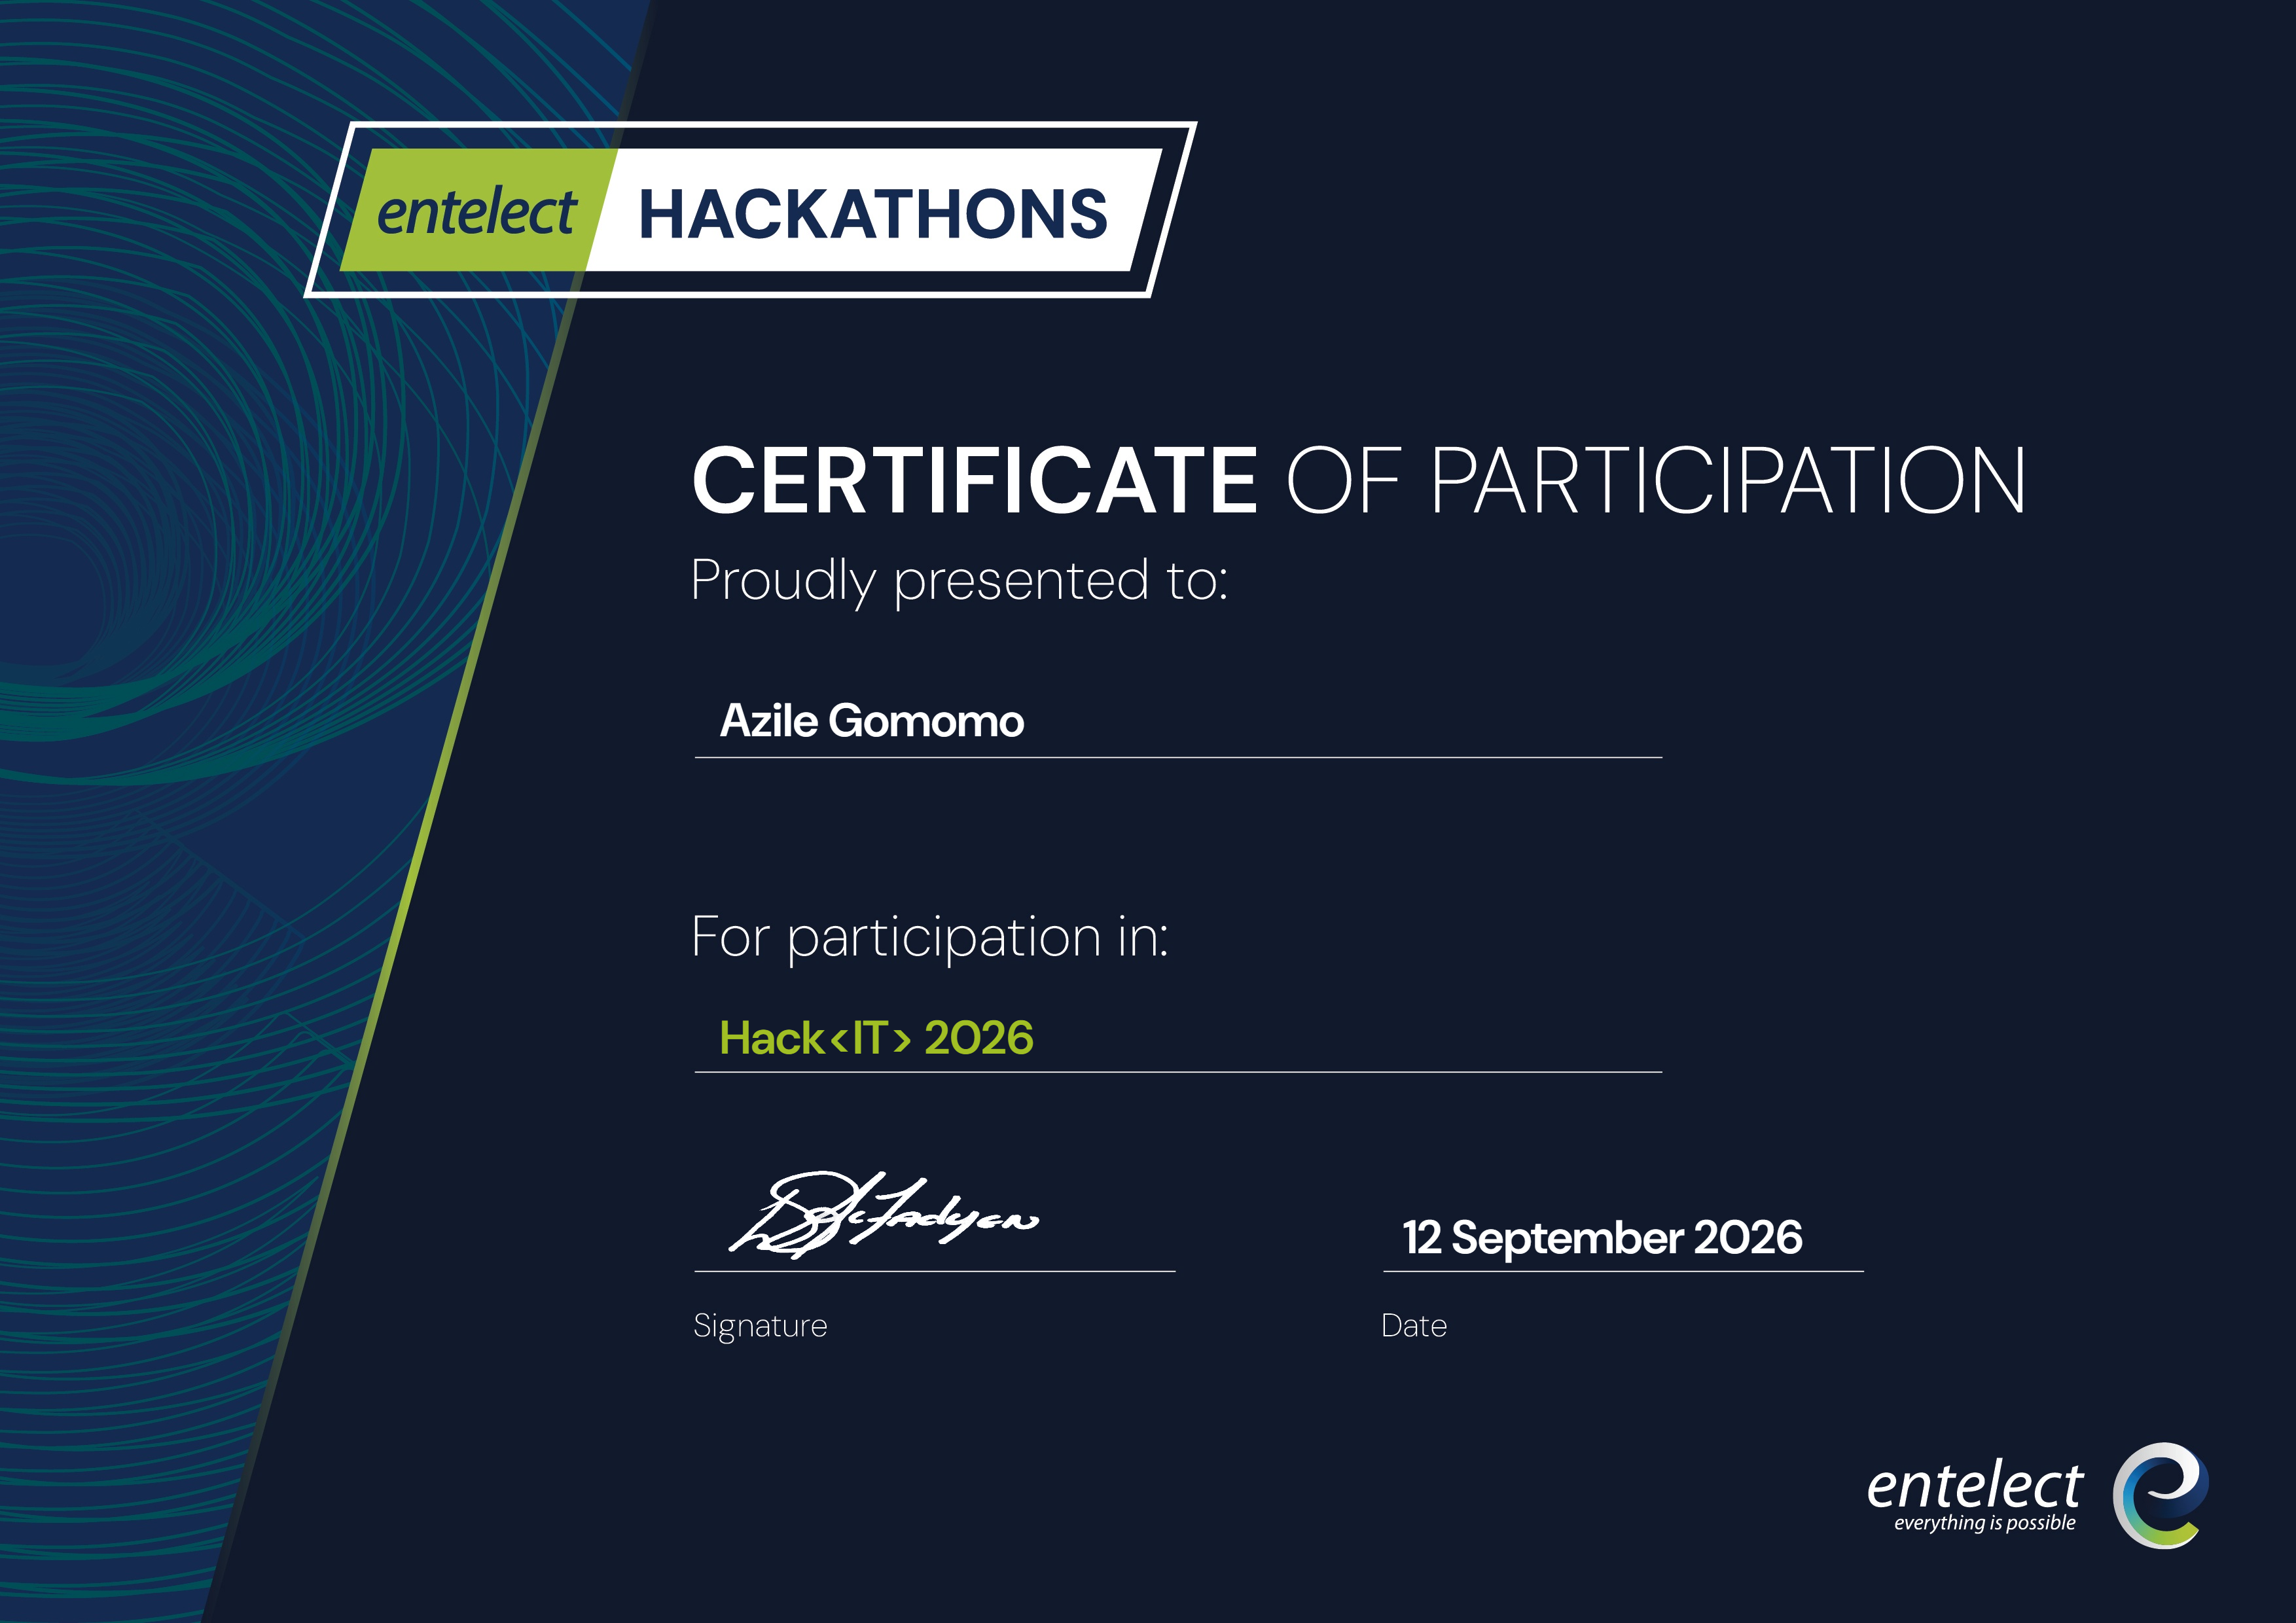 entelect HACKATHONS
CERTIFICATE OF PARTICIPATION
Proudly presented to:
Azile Gomomo
For participation in:
Hack<IT> 2026
12 September 2026
Signature
Date
entelect
everything is possible